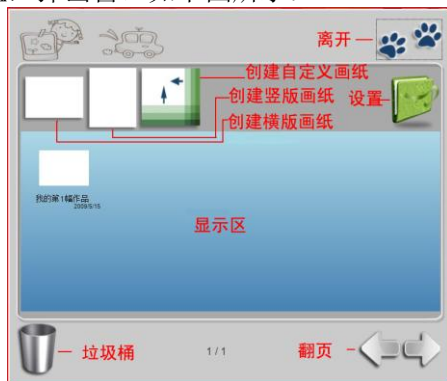 离开
创建自定义画纸
创建竖版画纸
设置
创建横版画纸
我的第1幅作品
2009/9/15
显示区
垃圾桶
1/1
翻页